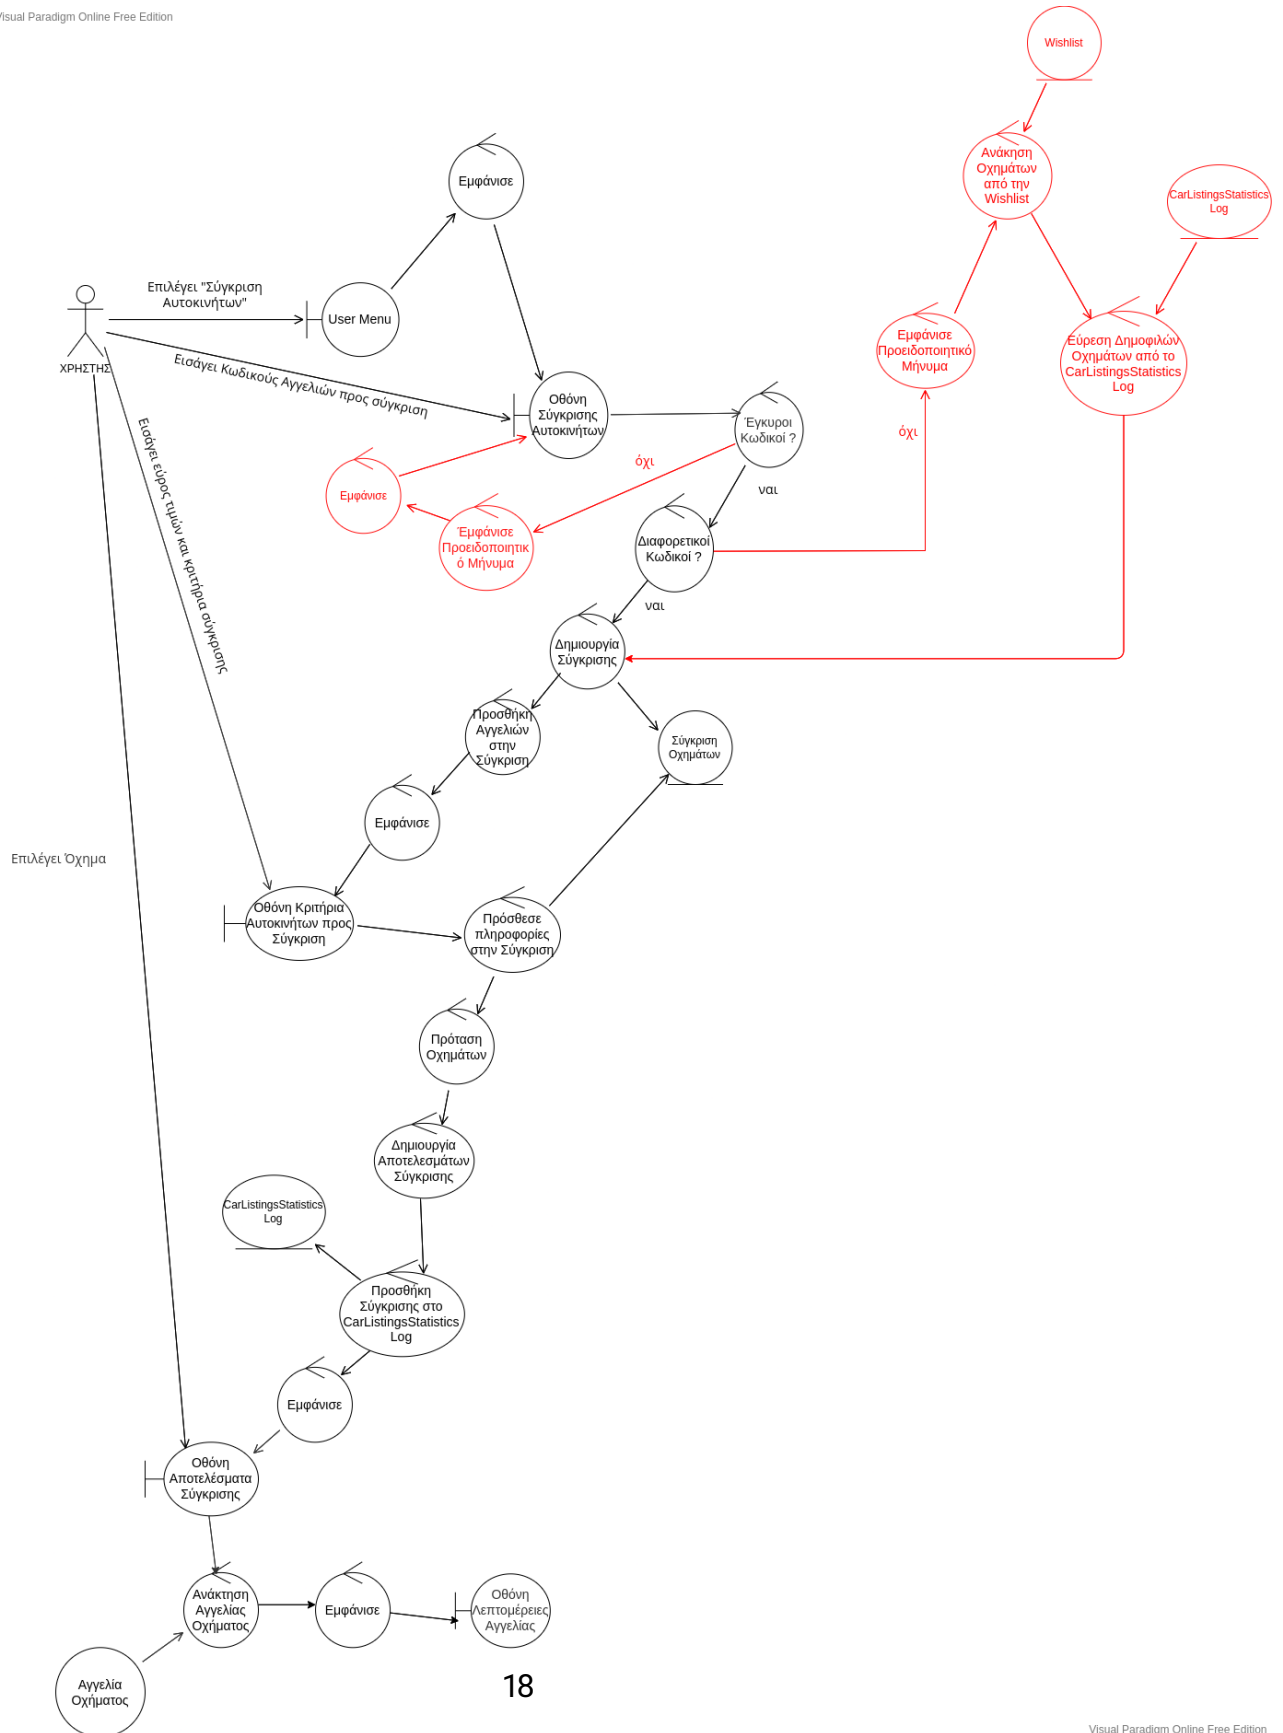 Visual Paradigm Online Free Edition
Wishlist
Ανάκηση
Οχημάτων
από την
Wishlist
CarListingsStatistics
Log
Εμφάνισε
Επιλέγει "Σύγκριση
Αυτοκινήτων"
User Menu
ΧΡΗΣΤΗΣ
Εισάγει Κωδικούς Αγγελιών προς σύγκριση
Εμφάνισε
Προειδοποιητικό
Μήνυμα
Εύρεση Δημοφιλών
Οχημάτων από το
CarListingsStatistics
Log
Οθόνη
Σύγκρισης
Αυτοκινήτων
Έγκυροι
Κωδικοί ?
όχι
Εισάγει εύρος τιμών και κριτήρια σύγκρισης
όχι
ναι
Εμφάνισε
Έμφάνισε
Προειδοποιητικ
ό Μήνυμα
Διαφορετικοί
Κωδικοί ?
ναι
Δημιουργία
Σύγκρισης
Προσθήκη
Αγγελιών
στην
Σύγκριση
Σύγκριση
Οχημάτων
Εμφάνισε
Επιλέγει Όχημα
Οθόνη Κριτήρια
Αυτοκινήτων προς
Σύγκριση
Πρόσθεσε
πληροφορίες
στην Σύγκριση
Πρόταση
Οχημάτων
Δημιουργία
Αποτελεσμάτων
Σύγκρισης
CarListingsStatistics
Log
Προσθήκη
Σύγκρισης στο
CarListingsStatistics
Log
Εμφάνισε
Οθόνη
Αποτελέσματα
Σύγκρισης
Ανάκτηση
Αγγελίας
Οχήματος
Εμφάνισε
Οθόνη
Λεπτομέρειες
Αγγελίας
Αγγελία
Οχήματος
18
Visual Paradigm Online Free Edition